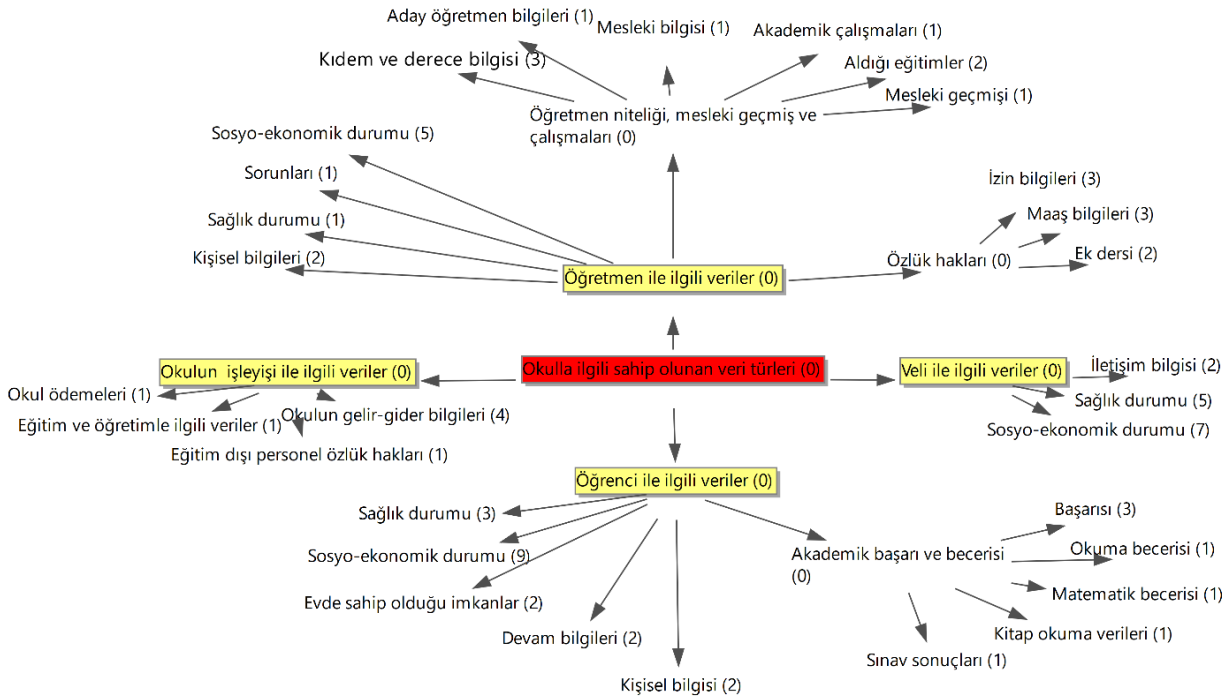 Aday öğretmen bilgileri (1)
Mesleki bilgisi (1)
Akademik çalışmaları (1)
Kıdem ve derece bilgisi (3)
Aldığı eğitimler (2)
Mesleki geçmişi (1)
Öğretmen niteliği, mesleki geçmiş ve
çalışmaları (0)
Sosyo-ekonomik durumu (5)
Sorunları (1)
Sağlık durumu (1)
Kişisel bilgileri (2)
İzin bilgileri (3)
Maaş bilgileri (3)
Özlük hakları (0)
Ek dersi (2)
Öğretmen ile ilgili veriler (0)
Okulun işleyişi ile ilgili veriler (0)
Okulla ilgili sahip olunan veri türleri (0)
Veli ile ilgili veriler (0)
İletişim bilgisi (2)
Sağlık durumu (5)
Sosyo-ekonomik durumu (7)
Okul ödemeleri (1)
Eğitim ve öğretimle ilgili veriler (1)
Okulun gelir-gider bilgileri (4)
Eğitim dışı personel özlük hakları (1)
Öğrenci ile ilgili veriler (0)
Sağlık durumu (3)
Sosyo-ekonomik durumu (9)
Evde sahip olduğu imkanlar (2)
Devam bilgileri (2)
Kişisel bilgisi (2)
Akademik başarı ve becerisi
(0)
Başarısı (3)
Okuma becerisi (1)
Matematik becerisi (1)
Kitap okuma verileri (1)
Sınav sonuçları (1)